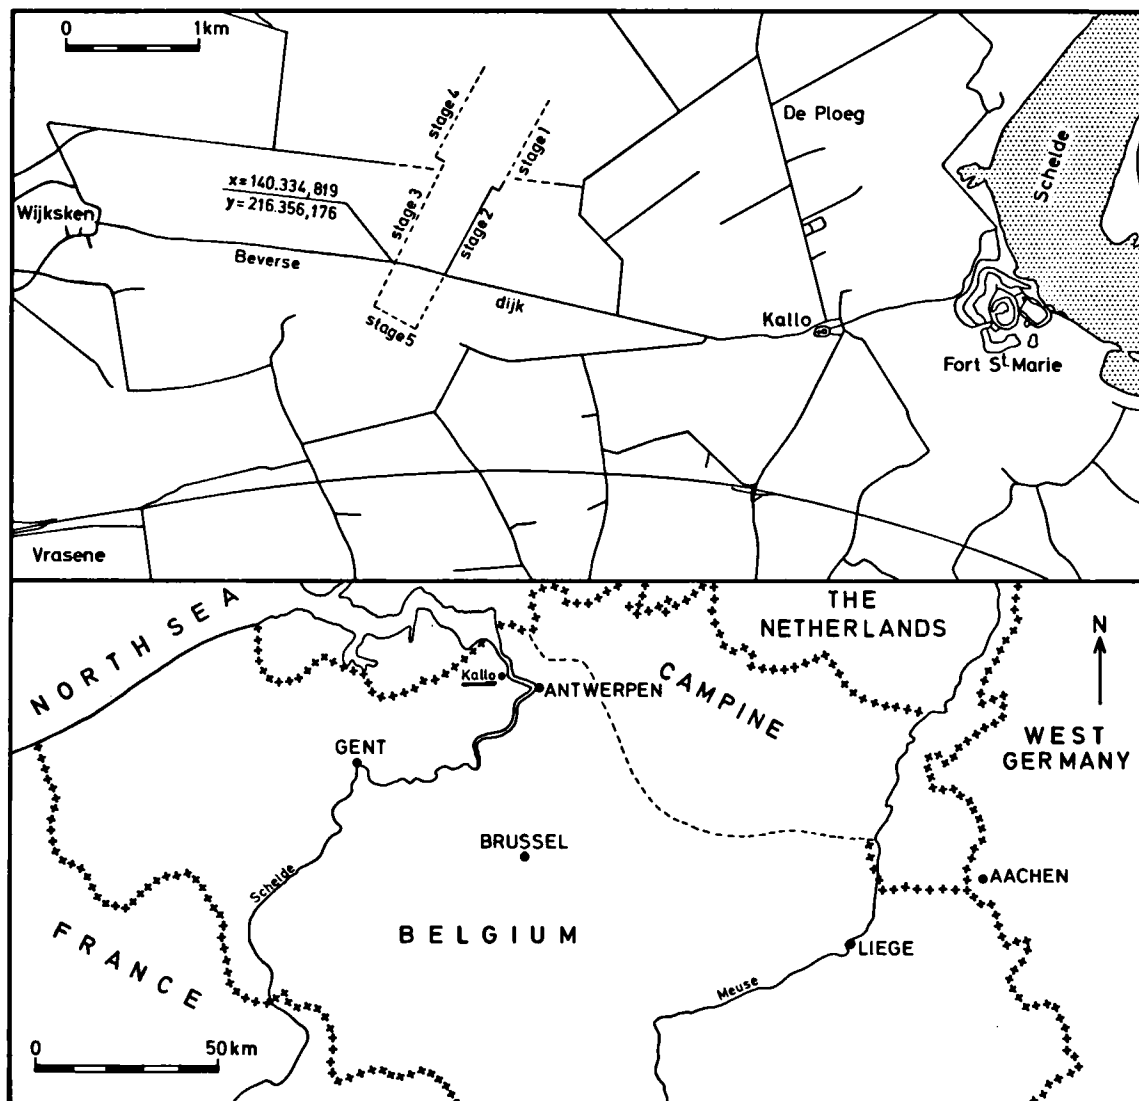 0 1km
stage 4
stage 1
De Ploeg
Schelde
x=140.334,819
y=216.356,176
stage 3
stage 2
Wijksken
Beverse
dijk
stage 5
Kallo
Fort St Marie
Vrasene
NORTH SEA
THE
NETHERLANDS
N
Kallo
ANTWERPEN
CAMPINE
WEST
GERMANY
GENT
BRUSSEL
AACHEN
Schelde
BELGIUM
FRANCE
LIEGE
Meuse
0 50km